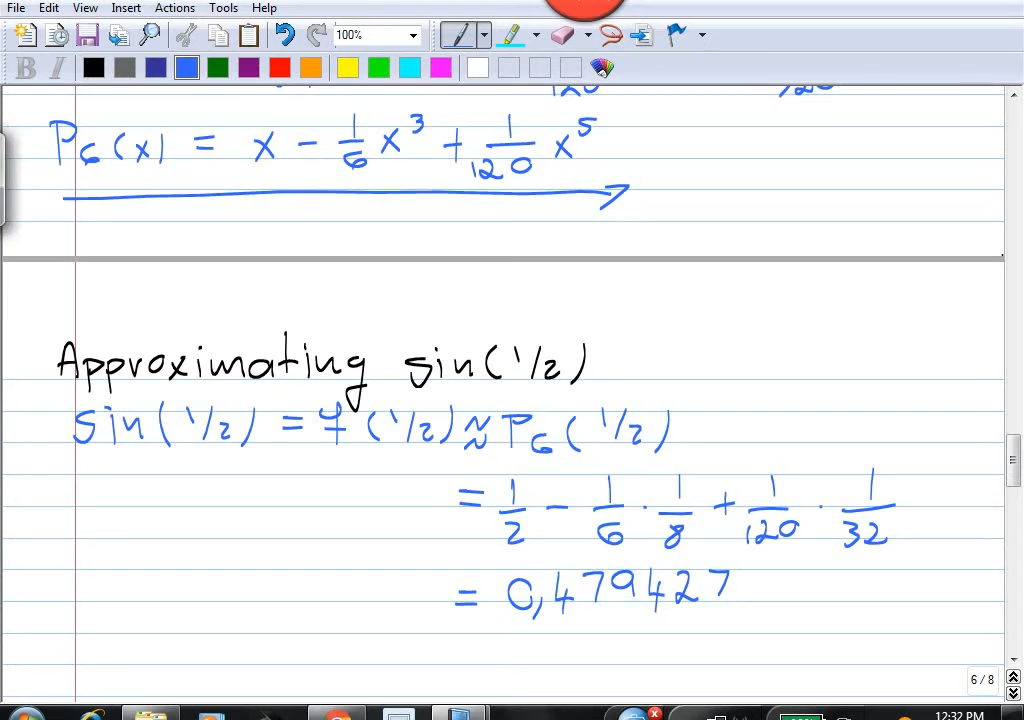 File Edit View Insert Actions Tools Help
100%
B I
120 120
P6(x) = x - 1/6 x^3 + 1/120 x^5
Approximating sin(1/2)
sin(1/2) = f(1/2) ≈ P6(1/2)
= 1/2 - 1/6 · 1/8 + 1/120 · 1/32
= 0,479427
6 / 8
12:32 PM